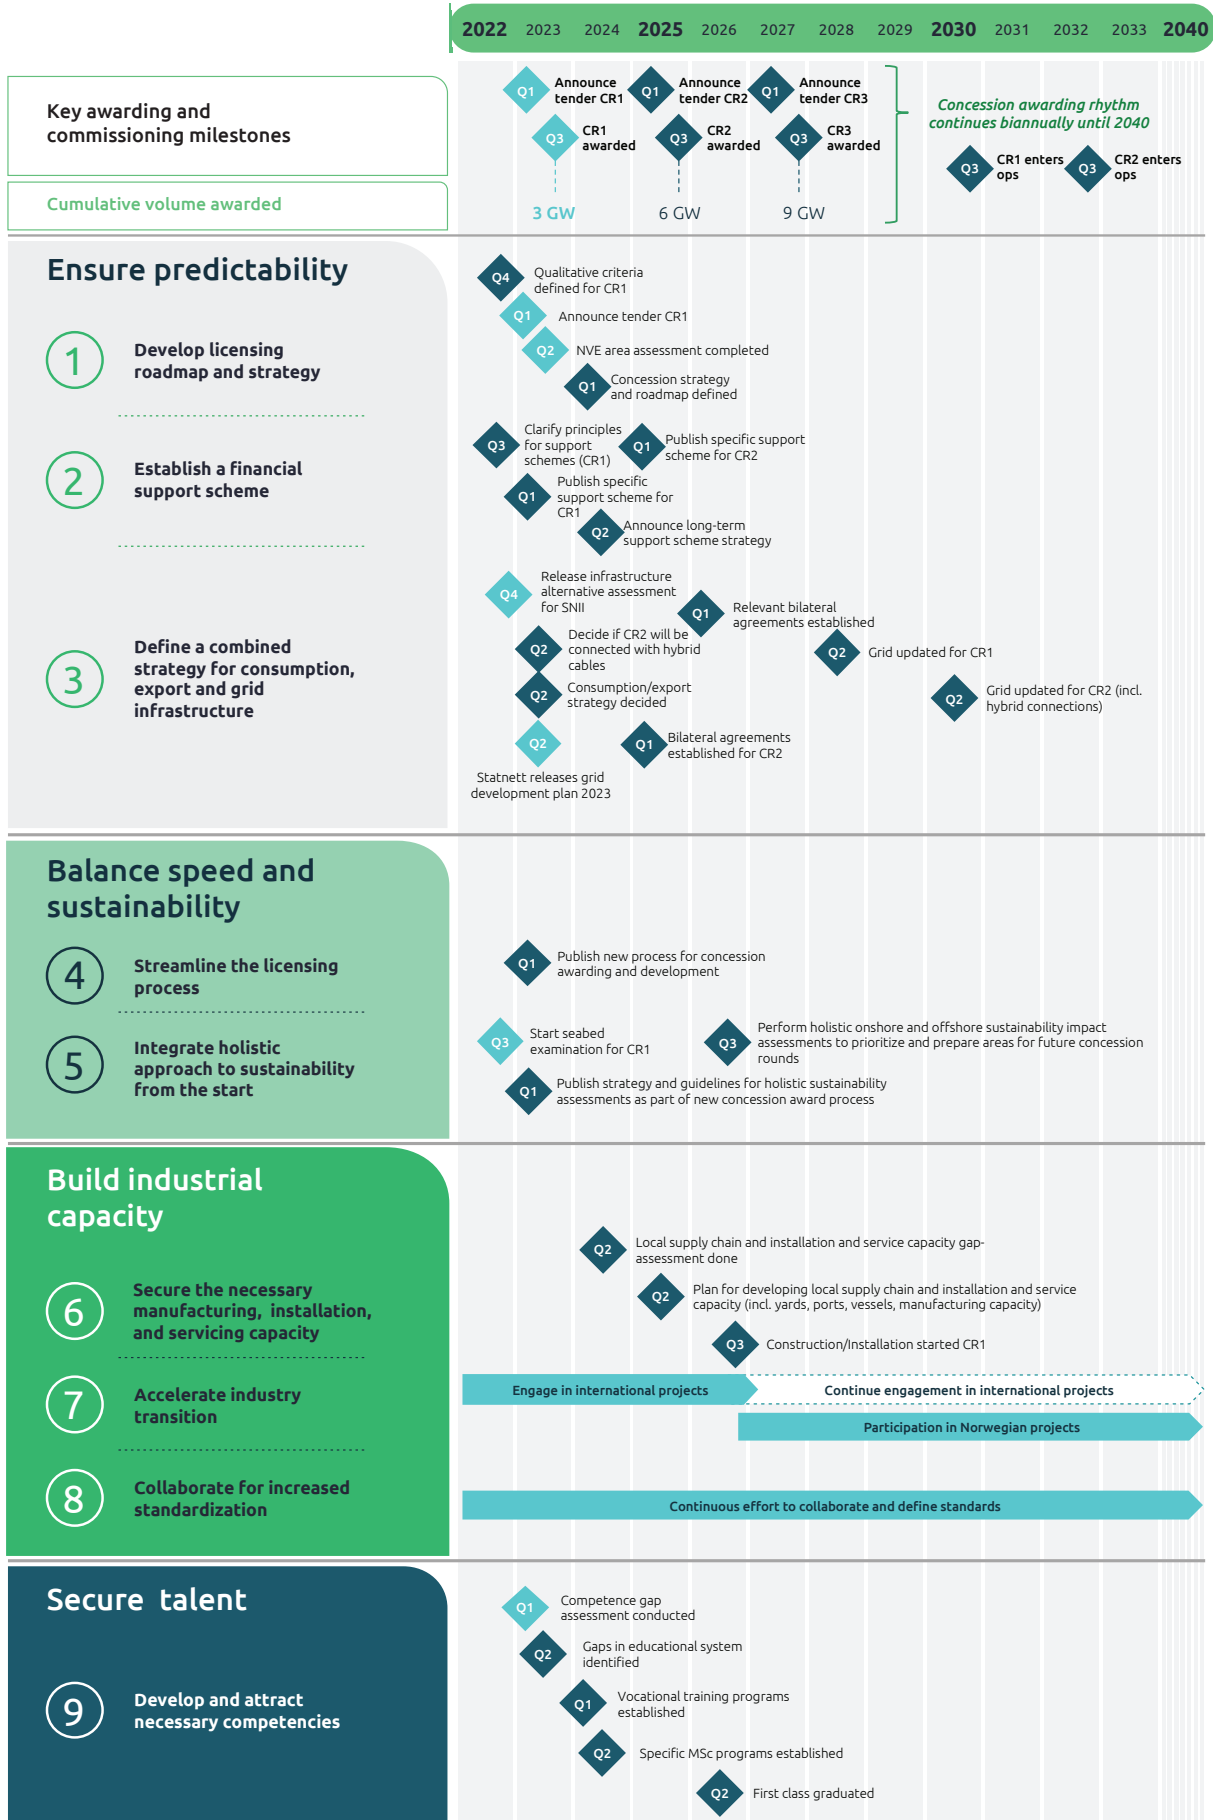 2022 2023 2024 2025 2026 2027 2028 2029 2030 2031 2032 2033 2040
Key awarding and
commissioning milestones
Q1 Announce
tender CR1
Q1 Announce
tender CR2
Q1 Announce
tender CR3
Q3 CR1
awarded
Q3 CR2
awarded
Q3 CR3
awarded
Concession awarding rhythm
continues biannually until 2040
Q3 CR1 enters
ops
Q3 CR2 enters
ops
Cumulative volume awarded
3 GW 6 GW 9 GW
Ensure predictability
1
Develop licensing
roadmap and strategy
Q4 Qualitative criteria
defined for CR1
Q1 Announce tender CR1
Q2 NVE area assessment completed
Q1 Concession strategy
and roadmap defined
2
Establish a financial
support scheme
Q3 Clarify principles
for support
schemes (CR1)
Q1 Publish specific support
scheme for CR2
Q1 Publish specific
support scheme for
CR1
Q2 Announce long-term
support scheme strategy
3
Define a combined
strategy for consumption,
export and grid
infrastructure
Q4 Release infrastructure
alternative assessment
for SNII
Q1 Relevant bilateral
agreements established
Q2 Decide if CR2 will be
connected with hybrid
cables
Q2 Grid updated for CR1
Q2 Consumption/export
strategy decided
Q2 Grid updated for CR2 (incl.
hybrid connections)
Q2
Statnett releases grid
development plan 2023
Q1 Bilateral agreements
established for CR2
Balance speed and
sustainability
4
Streamline the licensing
process
Q1 Publish new process for concession
awarding and development
5
Integrate holistic
approach to sustainability
from the start
Q3 Start seabed
examination for CR1
Q3 Perform holistic onshore and offshore sustainability impact
assessments to prioritize and prepare areas for future concession
rounds
Q1 Publish strategy and guidelines for holistic sustainability
assessments as part of new concession award process
Build industrial
capacity
6
Secure the necessary
manufacturing, installation,
and servicing capacity
Q2 Local supply chain and installation and service capacity gap-
assessment done
Q2 Plan for developing local supply chain and installation and service
capacity (incl. yards, ports, vessels, manufacturing capacity)
Q3 Construction/Installation started CR1
7
Accelerate industry
transition
Engage in international projects
Continue engagement in international projects
Participation in Norwegian projects
8
Collaborate for increased
standardization
Continuous effort to collaborate and define standards
Secure talent
9
Develop and attract
necessary competencies
Q1 Competence gap
assessment conducted
Q2 Gaps in educational system
identified
Q1 Vocational training programs
established
Q2 Specific MSc programs established
Q2 First class graduated